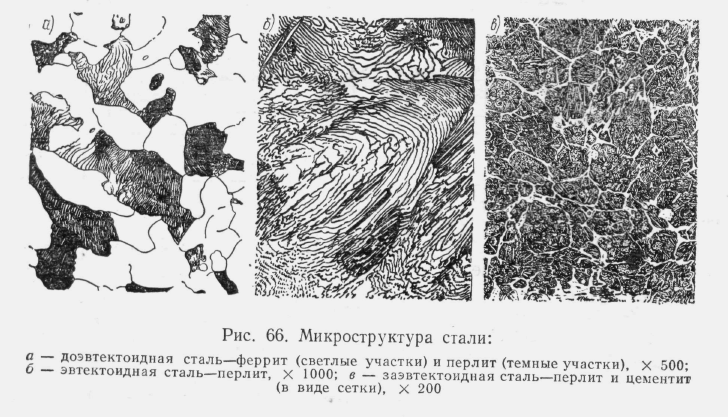 а)
б)
в)
Рис. 66. Микроструктура стали:
а — доэвтектоидная сталь—феррит (светлые участки) и перлит (темные участки), × 500;
б — эвтектоидная сталь—перлит, × 1000; в — заэвтектоидная сталь—перлит и цементит
(в виде сетки), × 200